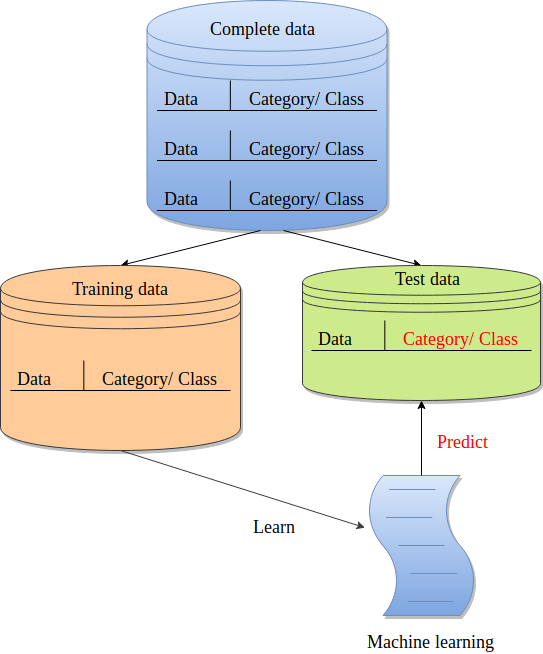 Complete data
Data Category/ Class
Data Category/ Class
Data Category/ Class
Training data
Data Category/ Class
Test data
Data Category/ Class
Predict
Learn
Machine learning